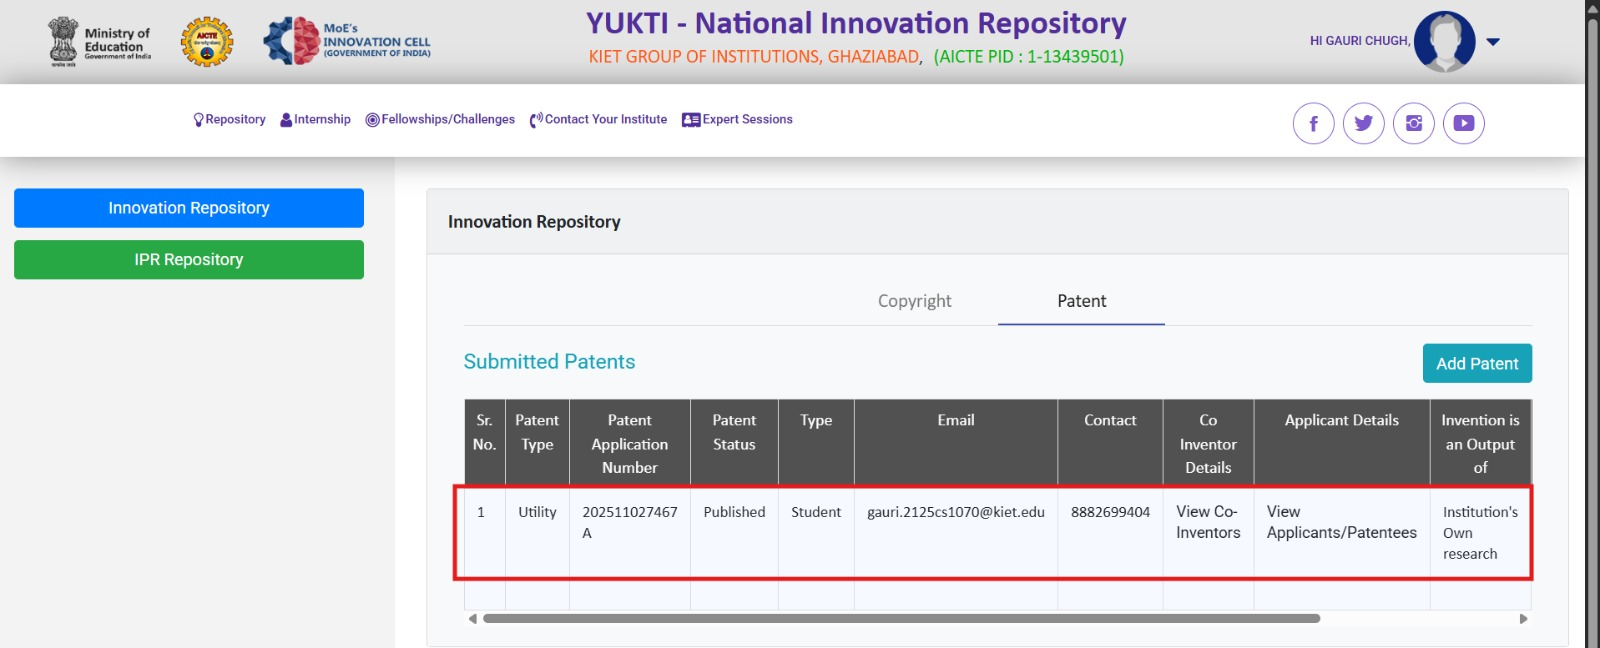 Ministry of
Education
Government of India
AICTE
MoE's
INNOVATION CELL
(GOVERNMENT OF INDIA)
YUKTI - National Innovation Repository
KIET GROUP OF INSTITUTIONS, GHAZIABAD, (AICTE PID : 1-13439501)
HI GAURI CHUGH,
Repository
Internship
Fellowships/Challenges
Contact Your Institute
Expert Sessions
Innovation Repository
IPR Repository
Innovation Repository
Copyright
Patent
Submitted Patents
Add Patent
Sr. No.
Patent Type
Patent Application Number
Patent Status
Type
Email
Contact
Co Inventor Details
Applicant Details
Invention is an Output of
1
Utility
202511027467 A
Published
Student
gauri.2125cs1070@kiet.edu
8882699404
View Co-Inventors
View Applicants/Patentees
Institution's Own research